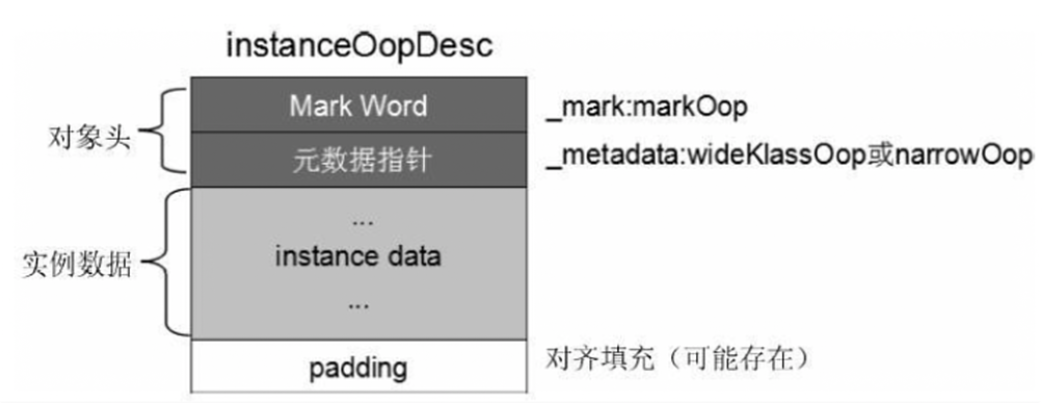 instanceOopDesc
Mark Word
_mark:markOop
对象头
元数据指针
_metadata:wideKlassOop或narrowOop
...
实例数据
instance data
...
padding
对齐填充（可能存在）